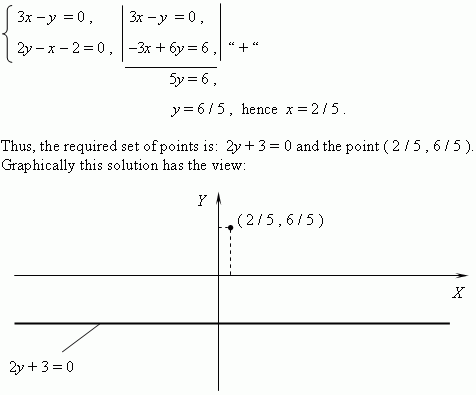 3x – y = 0 , 3x – y = 0 ,
2y – x – 2 = 0 , –3x + 6y = 6 , “ + “
5y = 6 ,
y = 6 / 5 , hence x = 2 / 5 .
Thus, the required set of points is: 2y + 3 = 0 and the point ( 2 / 5 , 6 / 5 ).
Graphically this solution has the view:
Y
( 2 / 5 , 6 / 5 )
X
2y + 3 = 0